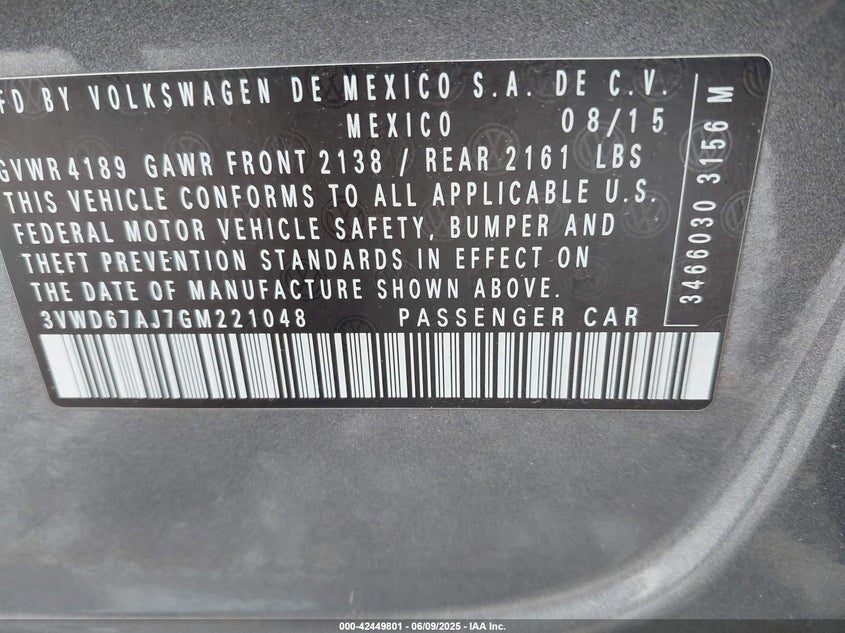 FD BY VOLKSWAGEN DE MEXICO S.A. DE C.V.
MEXICO 08/15
GVWR 4189 GAWR FRONT 2138 / REAR 2161 LBS
THIS VEHICLE CONFORMS TO ALL APPLICABLE U.S.
FEDERAL MOTOR VEHICLE SAFETY, BUMPER AND
THEFT PREVENTION STANDARDS IN EFFECT ON
THE DATE OF MANUFACTURE SHOWN ABOVE.
3VWD67AJ7GM221048 PASSENGER CAR
3466030 3156 M
000-42449801 - 06/09/2025 - IAA Inc.